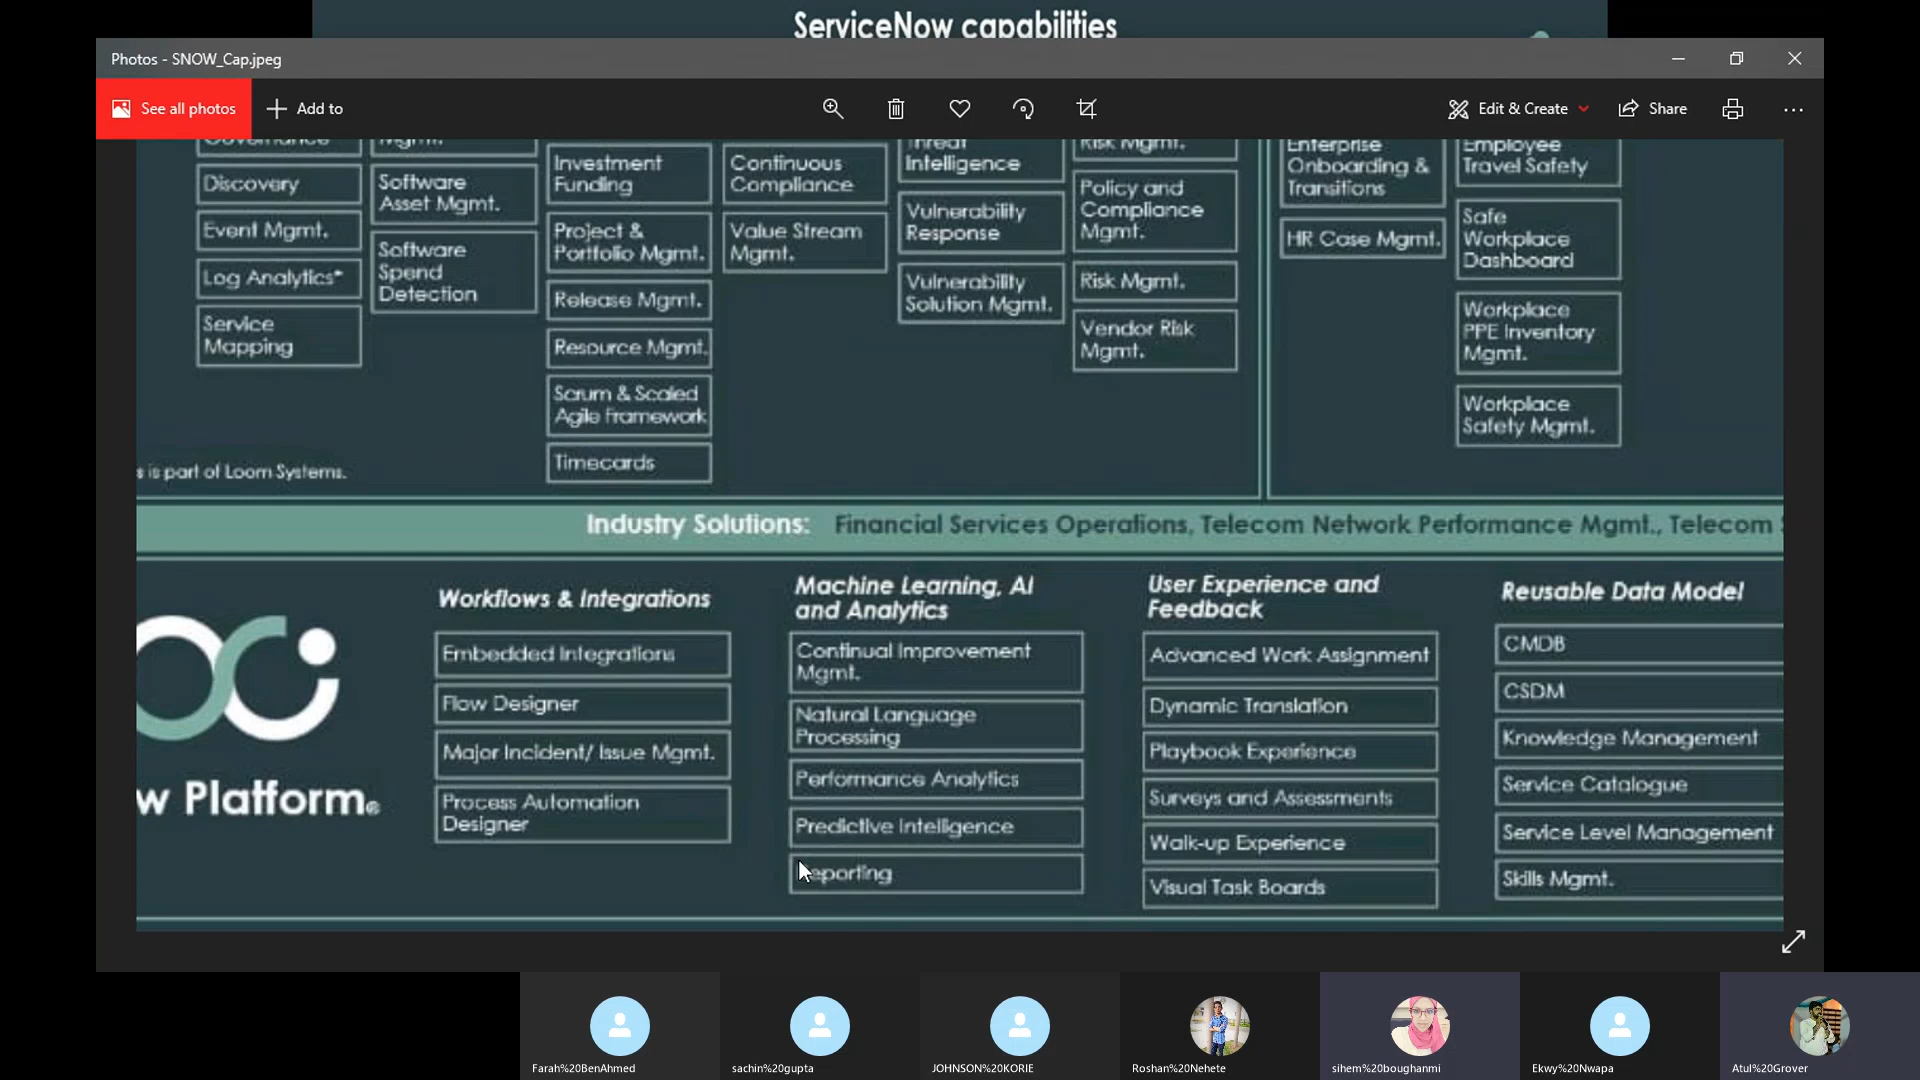 ServiceNow capabilities
Photos - SNOW_Cap.jpeg
See all photos
Add to
Edit & Create
Share
Governance
Discovery
Event Mgmt.
Log Analytics*
Service
Mapping
Mgmt.
Software
Asset Mgmt.
Software
Spend
Detection
Investment
Funding
Project &
Portfolio Mgmt.
Release Mgmt.
Resource Mgmt.
Scrum & Scaled
Agile Framework
Timecards
Continuous
Compliance
Value Stream
Mgmt.
Threat
Intelligence
Vulnerability
Response
Vulnerability
Solution Mgmt.
Risk Mgmt.
Policy and
Compliance
Mgmt.
Risk Mgmt.
Vendor Risk
Mgmt.
Enterprise
Onboarding &
Transitions
HR Case Mgmt.
Employee
Travel Safety
Safe
Workplace
Dashboard
Workplace
PPE Inventory
Mgmt.
Workplace
Safety Mgmt.
s is part of Loom Systems.
Industry Solutions: Financial Services Operations, Telecom Network Performance Mgmt., Telecom
w Platform®
Workflows & Integrations
Embedded Integrations
Flow Designer
Major Incident/ Issue Mgmt.
Process Automation
Designer
Machine Learning, AI
and Analytics
Continual Improvement
Mgmt.
Natural Language
Processing
Performance Analytics
Predictive Intelligence
Reporting
User Experience and
Feedback
Advanced Work Assignment
Dynamic Translation
Playbook Experience
Surveys and Assessments
Walk-up Experience
Visual Task Boards
Reusable Data Model
CMDB
CSDM
Knowledge Management
Service Catalogue
Service Level Management
Skills Mgmt.
Farah%20BenAhmed
sachin%20gupta
JOHNSON%20KORIE
Roshan%20Nehete
sihem%20boughanmi
Ekwy%20Nwapa
Atul%20Grover